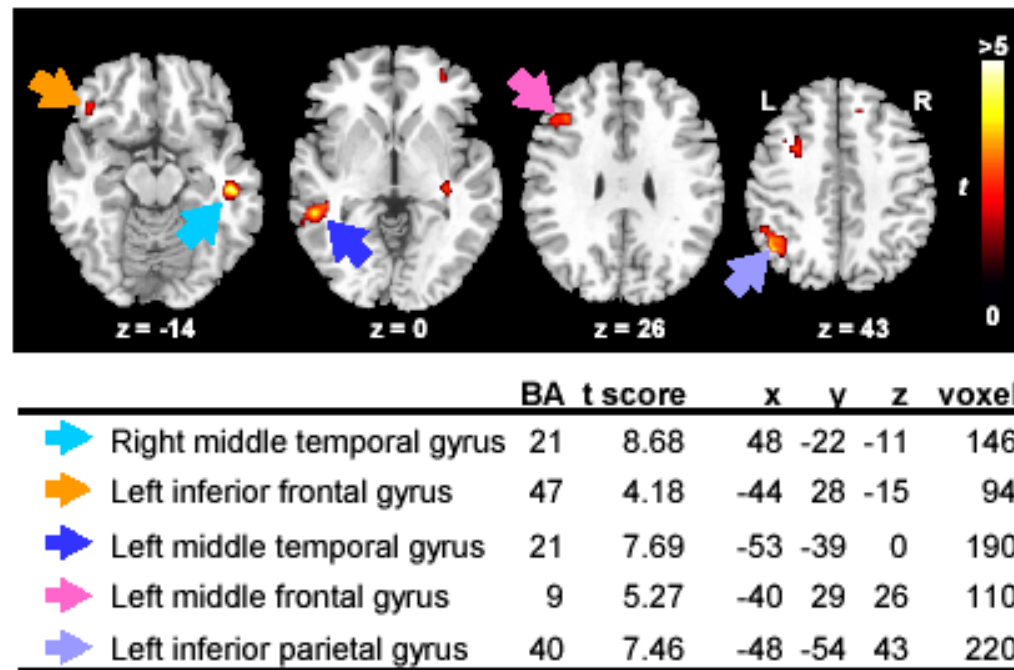 >5
L R
t
0
z = -14 z = 0 z = 26 z = 43
BA t score x y z voxel
Right middle temporal gyrus 21 8.68 48 -22 -11 146
Left inferior frontal gyrus 47 4.18 -44 28 -15 94
Left middle temporal gyrus 21 7.69 -53 -39 0 190
Left middle frontal gyrus 9 5.27 -40 29 26 110
Left inferior parietal gyrus 40 7.46 -48 -54 43 220